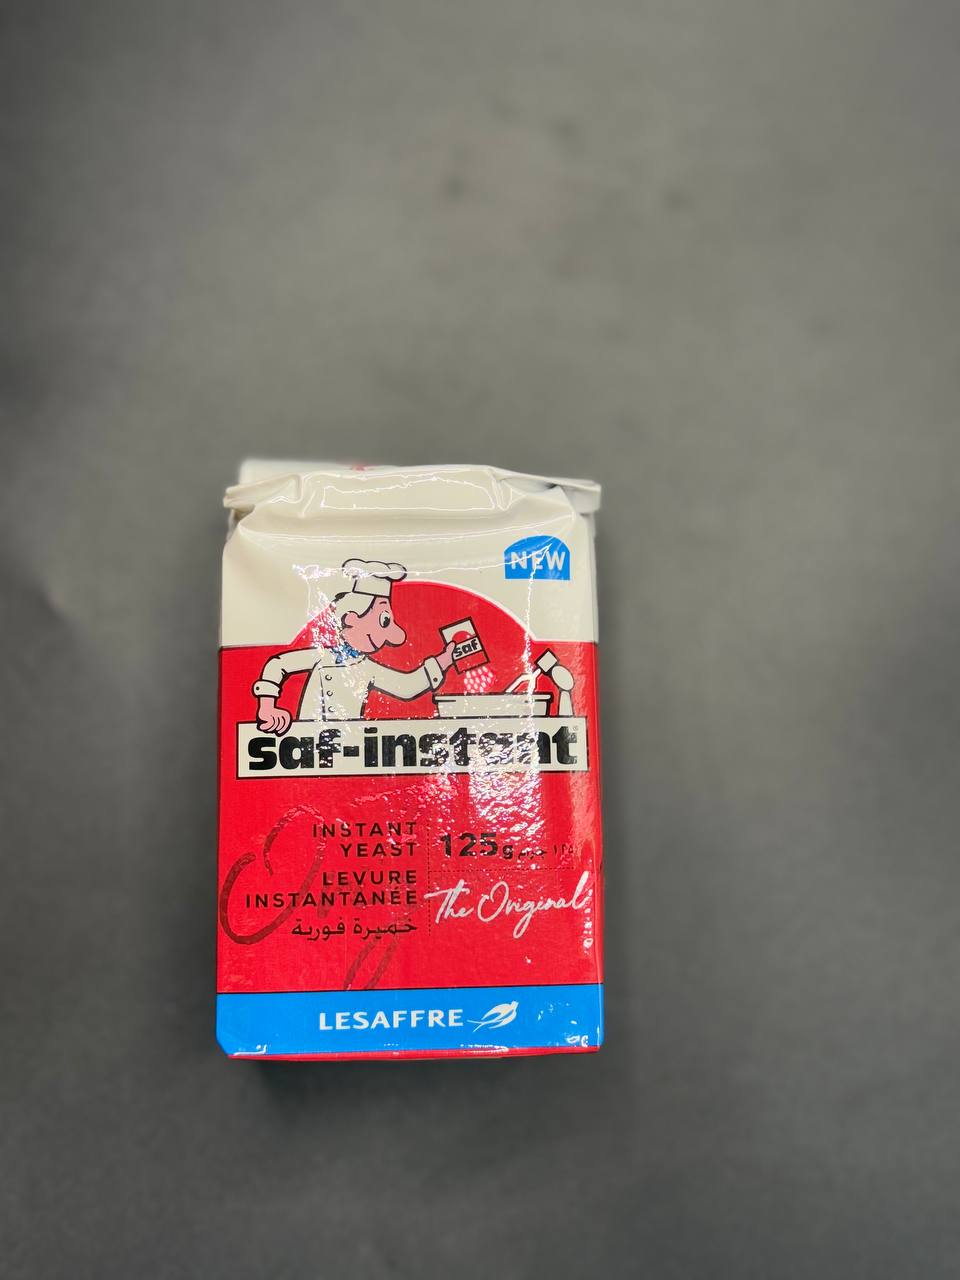 NEW
saf
saf-instant®
INSTANT
YEAST
125g
LEVURE
INSTANTANÉE
خميرة فورية
The Original
LESAFFRE